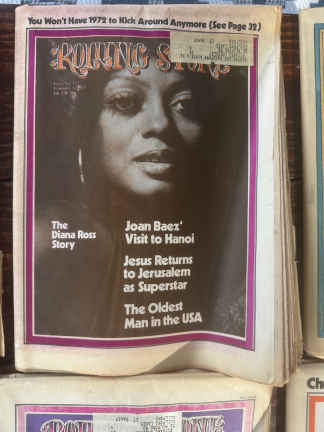 You Won't Have 1972 to Kick Around Anymore (See Page 32)
ROLLING STONE
The
Diana Ross
Story
Joan Baez'
Visit to Hanoi
Jesus Returns
to Jerusalem
as Superstar
The Oldest
Man in the USA
Ch